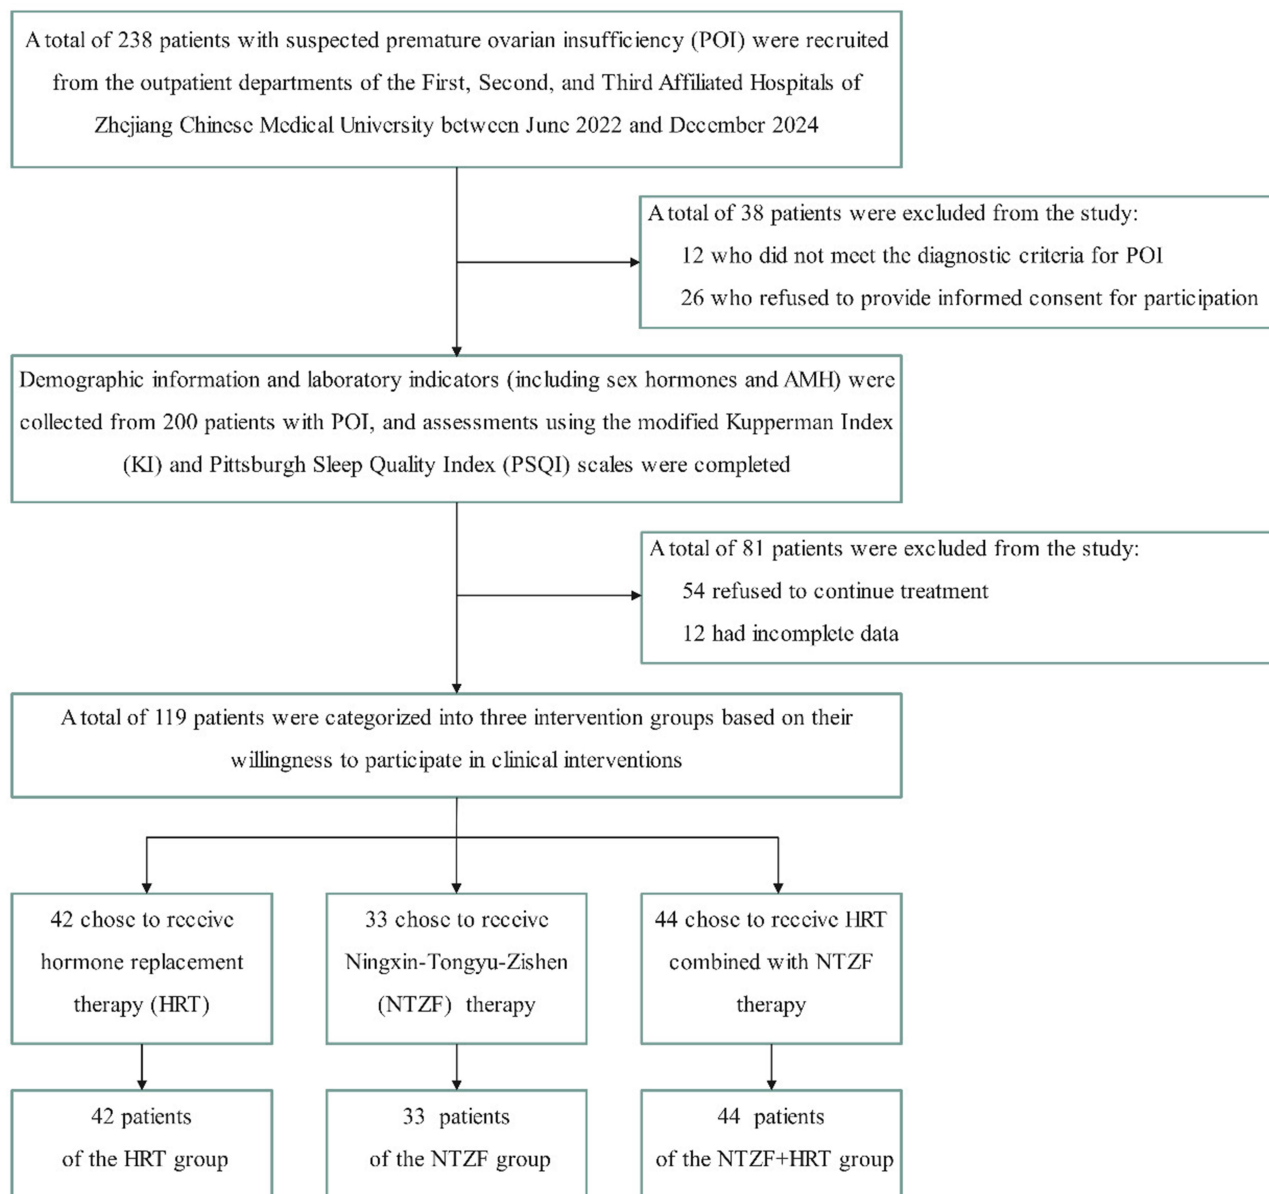 A total of 238 patients with suspected premature ovarian insufficiency (POI) were recruited
from the outpatient departments of the First, Second, and Third Affiliated Hospitals of
Zhejiang Chinese Medical University between June 2022 and December 2024
A total of 38 patients were excluded from the study:
12 who did not meet the diagnostic criteria for POI
26 who refused to provide informed consent for participation
Demographic information and laboratory indicators (including sex hormones and AMH) were
collected from 200 patients with POI, and assessments using the modified Kupperman Index
(KI) and Pittsburgh Sleep Quality Index (PSQI) scales were completed
A total of 81 patients were excluded from the study:
54 refused to continue treatment
12 had incomplete data
A total of 119 patients were categorized into three intervention groups based on their
willingness to participate in clinical interventions
42 chose to receive
hormone replacement
therapy (HRT)
33 chose to receive
Ningxin-Tongyu-Zishen
(NTZF) therapy
44 chose to receive HRT
combined with NTZF
therapy
42 patients
of the HRT group
33 patients
of the NTZF group
44 patients
of the NTZF+HRT group